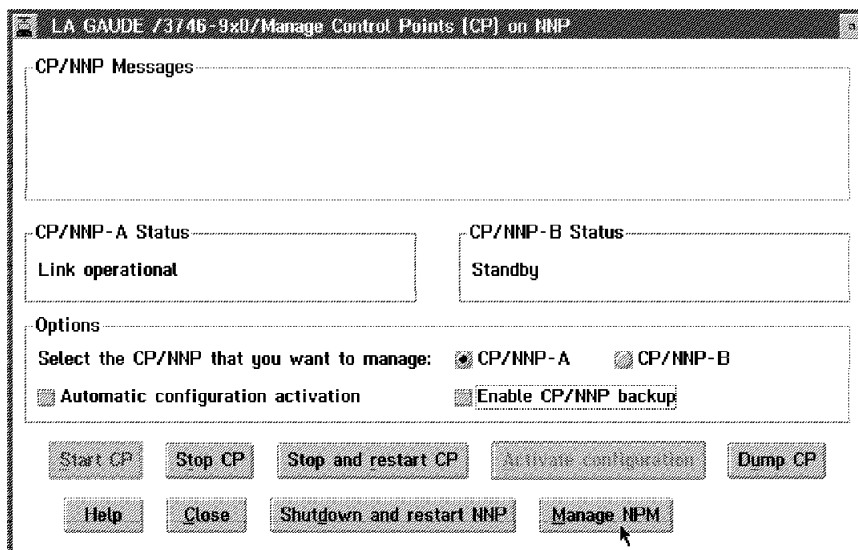 LA GAUDE /3746-9x0/Manage Control Points (CP) on NNP
CP/NNP Messages
CP/NNP-A Status
CP/NNP-B Status
Link operational
Standby
Options
Select the CP/NNP that you want to manage: CP/NNP-A CP/NNP-B
Automatic configuration activation Enable CP/NNP backup
Start CP Stop CP Stop and restart CP Activate configuration Dump CP
Help Close Shutdown and restart NNP Manage NPM